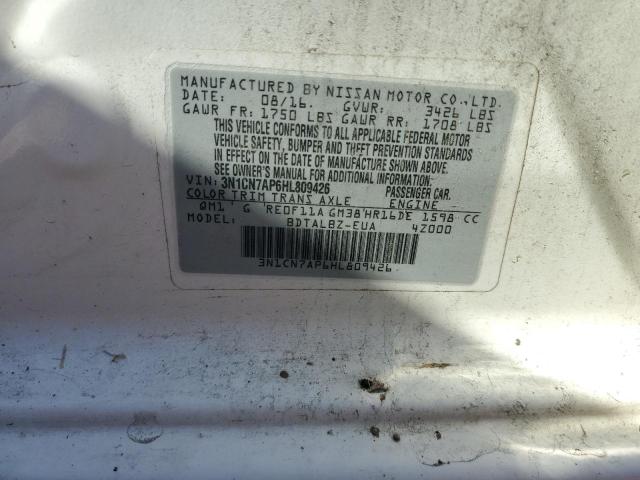 MANUFACTURED BY NISSAN MOTOR CO., LTD.
DATE: 08/16. GVWR: 3426 LBS
GAWR FR: 1750 LBS GAWR RR: 1708 LBS
THIS VEHICLE CONFORMS TO ALL APPLICABLE FEDERAL MOTOR
VEHICLE SAFETY, BUMPER AND THEFT PREVENTION STANDARDS
IN EFFECT ON THE DATE OF MANUFACTURE SHOWN ABOVE.
SEE OWNER'S MANUAL FOR ADDITIONAL INFORMATION.
VIN: 3N1CN7AP6HL809426 PASSENGER CAR.
COLOR TRIM TRANS AXLE ENGINE
QM1 G RE0F11A GM38 HR16DE 1598 CC
MODEL: BDTALBZ-EUA 4Z000
3N1CN7AP6HL809426